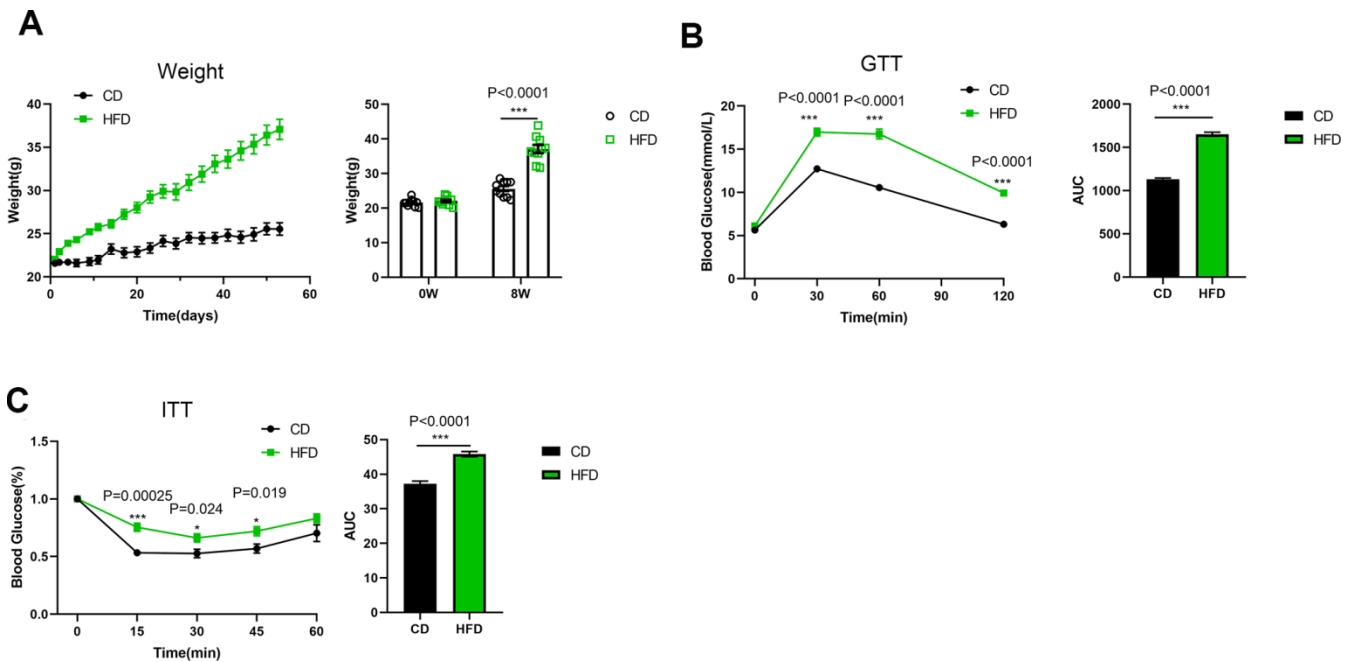 A
Weight
CD
HFD
40
35
30
25
20
Weight(g)
0 20 40 60
Time(days)
P<0.0001
***
CD
HFD
50
40
30
20
10
0
Weight(g)
0W 8W
B
GTT
CD
HFD
P<0.0001 P<0.0001
*** ***
P<0.0001
***
20
15
10
5
0
Blood Glucose(mmol/L)
0 30 60 90 120
Time(min)
P<0.0001
***
CD
HFD
2000
1500
1000
500
0
AUC
CD HFD
C
ITT
CD
HFD
1.5
1.0
0.5
0.0
Blood Glucose(%)
P=0.00025
***
P=0.024
*
P=0.019
*
0 15 30 45 60
Time(min)
P<0.0001
***
CD
HFD
50
40
30
20
10
0
AUC
CD HFD